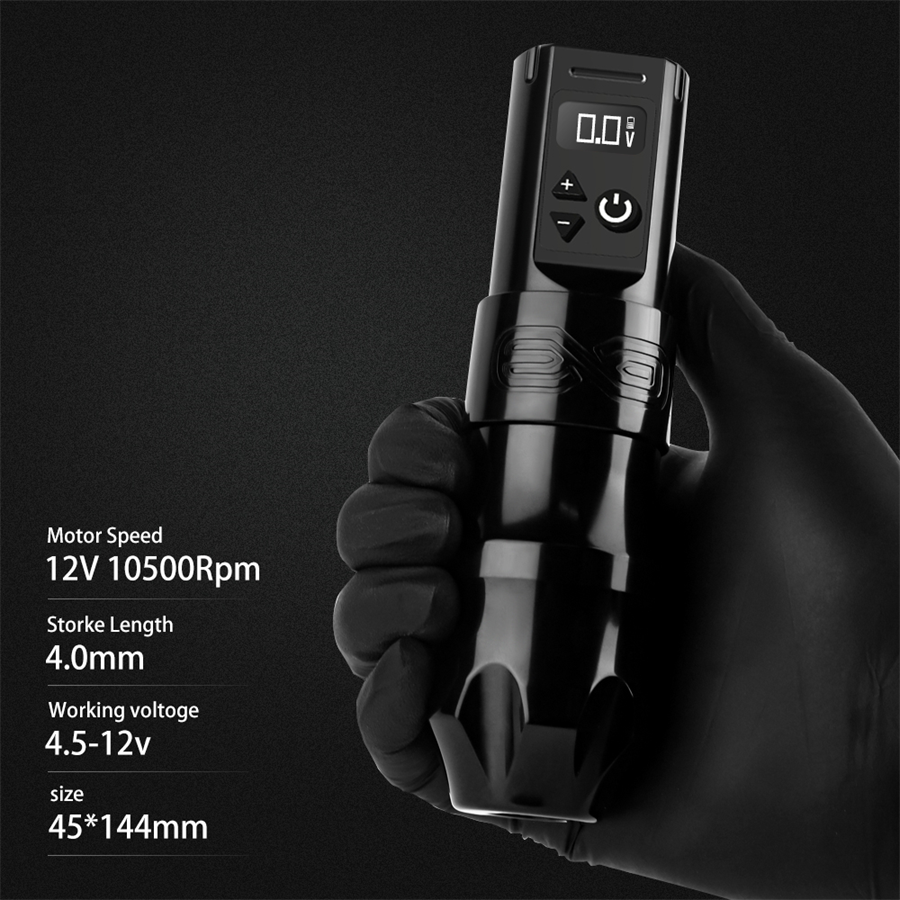 0.0
V
+
−
Motor Speed
12V 10500Rpm
Storke Length
4.0mm
Working voltoge
4.5-12v
size
45*144mm